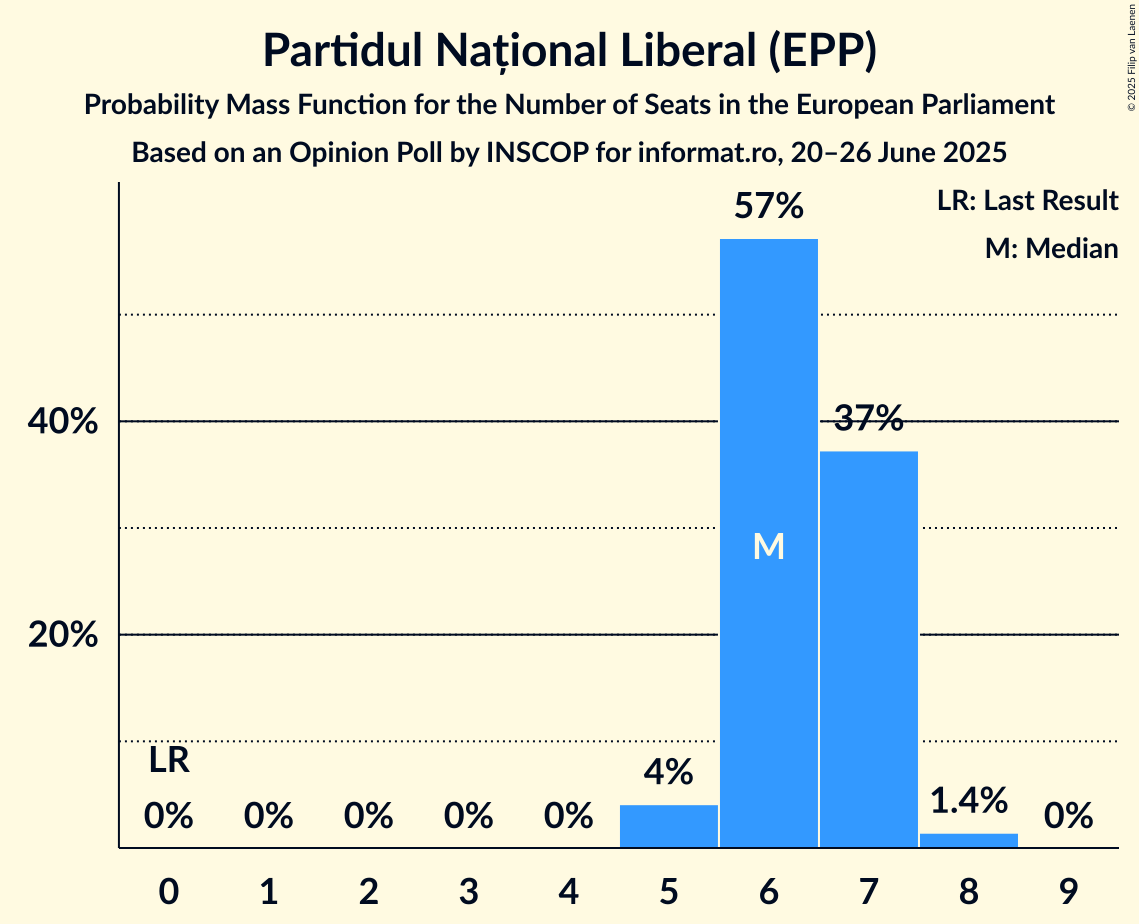 Partidul Național Liberal (EPP)
Probability Mass Function for the Number of Seats in the European Parliament
Based on an Opinion Poll by INSCOP for informat.ro, 20–26 June 2025
© 2025 Filip van Laenen
LR: Last Result
M: Median
57%
40%
37%
M
20%
LR
0% 0% 0% 0% 0% 4% 1.4% 0%
0 1 2 3 4 5 6 7 8 9